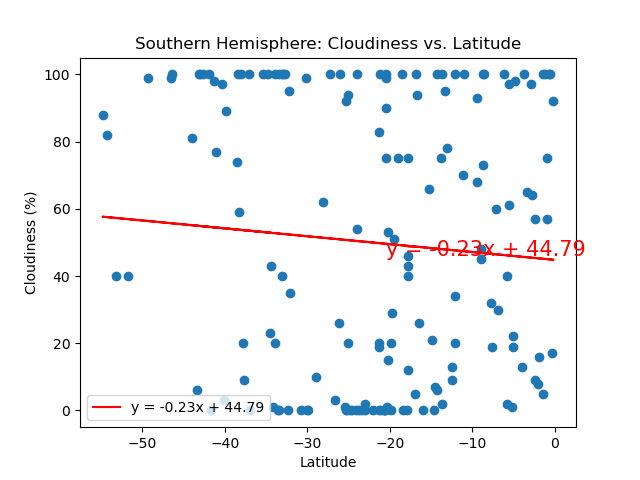 Southern Hemisphere: Cloudiness vs. Latitude
100
80
60
40
20
0
Cloudiness (%)
y = -0.23x + 44.79
y = -0.23x + 44.79
−50 −40 −30 −20 −10 0
Latitude